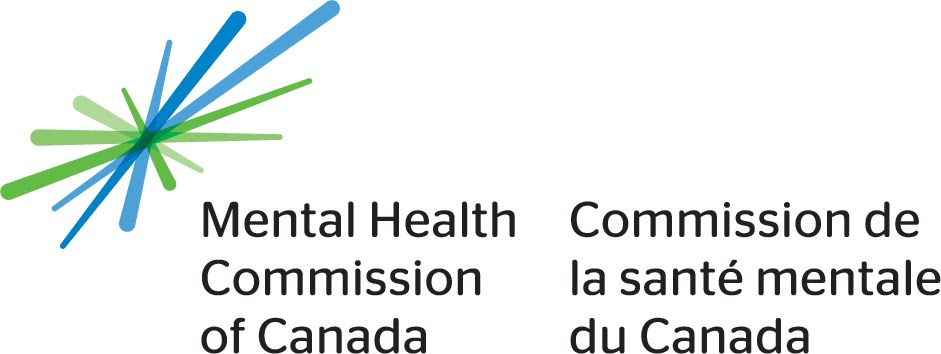 Mental Health
Commission
of Canada
Commission de
la santé mentale
du Canada